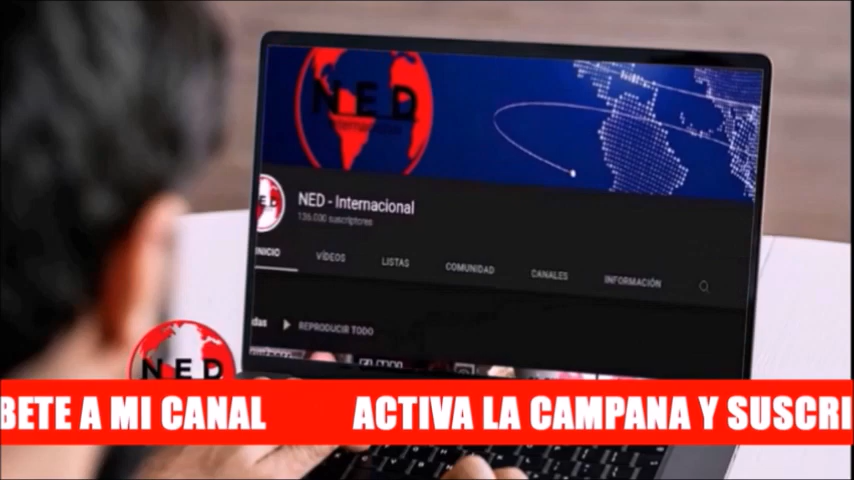 NED
NED - Internacional
136.000 suscriptores
INICIO
VÍDEOS
LISTAS
COMUNIDAD
CANALES
INFORMACIÓN
REPRODUCIR TODO
NED
BETE A MI CANAL
ACTIVA LA CAMPANA Y SUSCRI